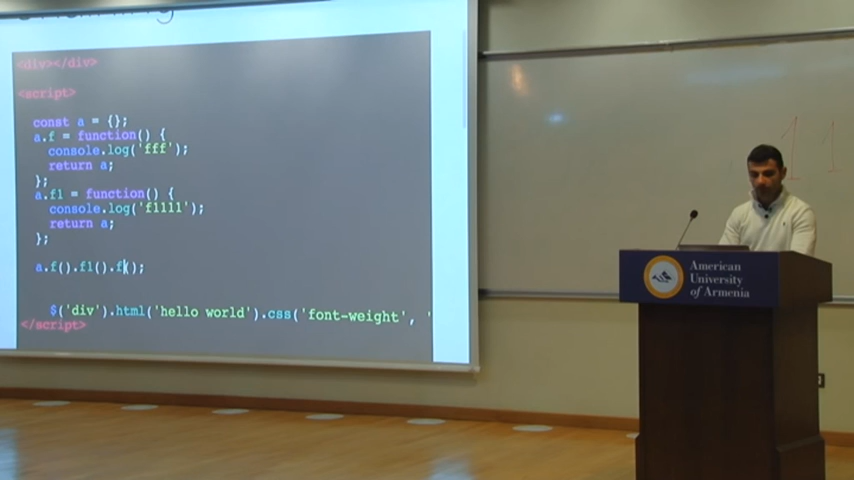 <div></div>
<script>
const a = {};
a.f = function() {
console.log('fff');
return a;
};
a.f1 = function() {
console.log('f1111');
return a;
};
a.f().f1().f();
$('div').html('hello world').css('font-weight', '
</script>
11
American
University
of Armenia